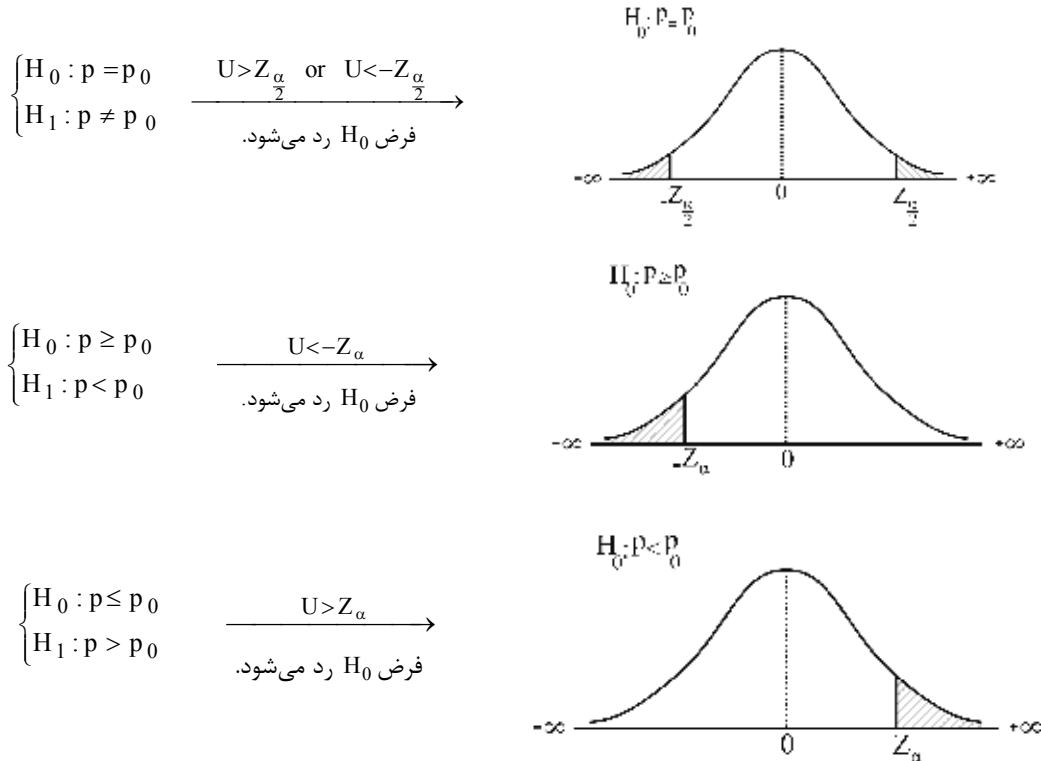 H₀ : p = p₀
H₁ : p ≠ p₀
U>Z_{α/2} or U<-Z_{α/2}
فرض H₀ رد می‌شود.
H₀: p = p₀
-∞ -Z_{α/2} 0 Z_{α/2} +∞
H₀ : p ≥ p₀
H₁ : p < p₀
U<-Z_α
فرض H₀ رد می‌شود.
H₀: p≥p₀
-∞ -Z_α 0 +∞
H₀ : p ≤ p₀
H₁ : p > p₀
U>Z_α
فرض H₀ رد می‌شود.
H₀: p<p₀
-∞ 0 Z_α +∞